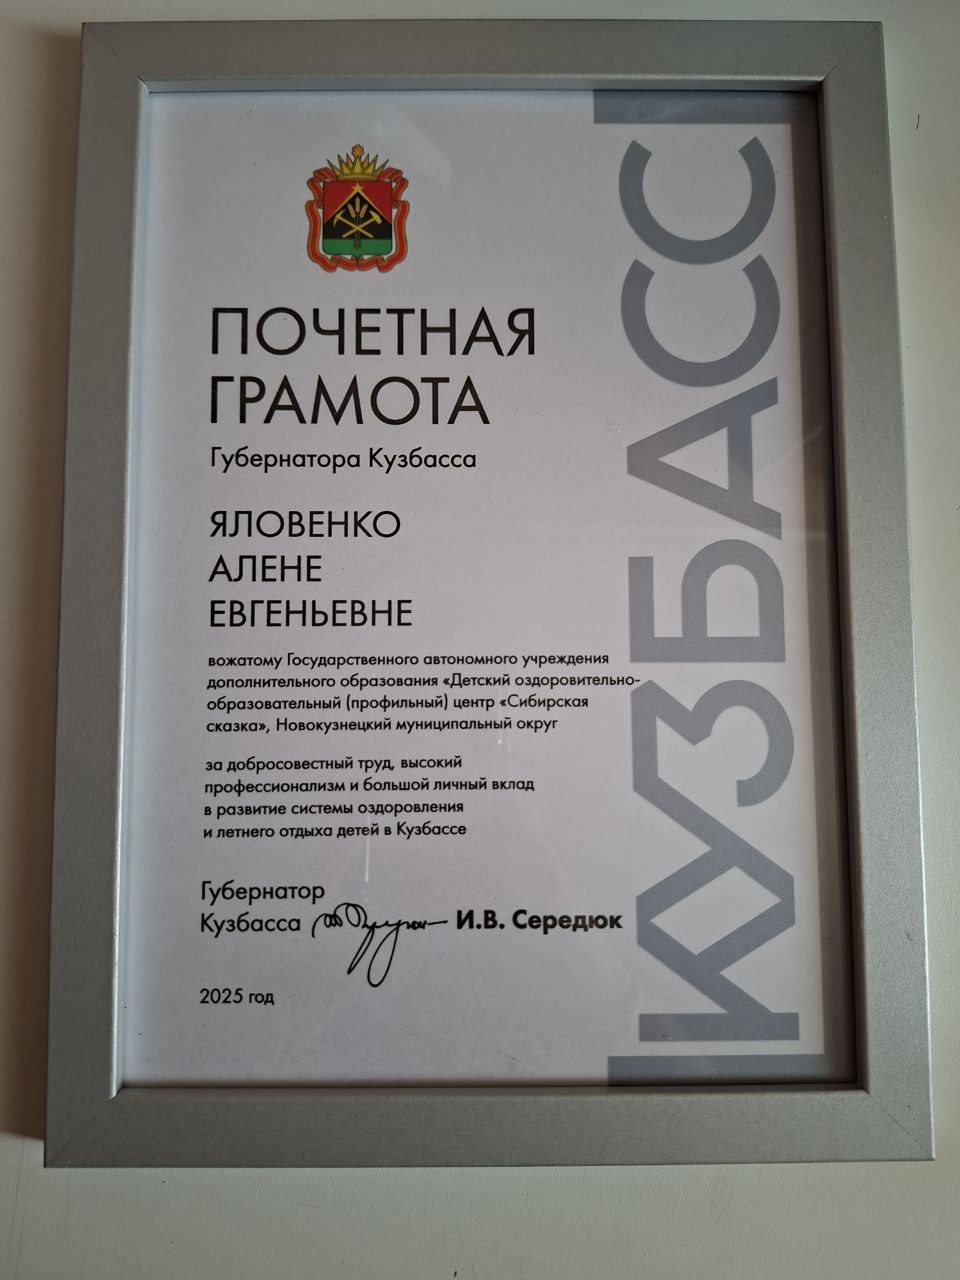 ПОЧЕТНАЯ
ГРАМОТА
Губернатора Кузбасса
ЯЛОВЕНКО
АЛЕНЕ
ЕВГЕНЬЕВНЕ
вожатому Государственного автономного учреждения
дополнительного образования «Детский оздоровительно-
образовательный (профильный) центр «Сибирская
сказка», Новокузнецкий муниципальный округ
за добросовестный труд, высокий
профессионализм и большой личный вклад
в развитие системы оздоровления
и летнего отдыха детей в Кузбассе
Губернатор
Кузбасса И.В. Середюк
2025 год
КУЗБАСС